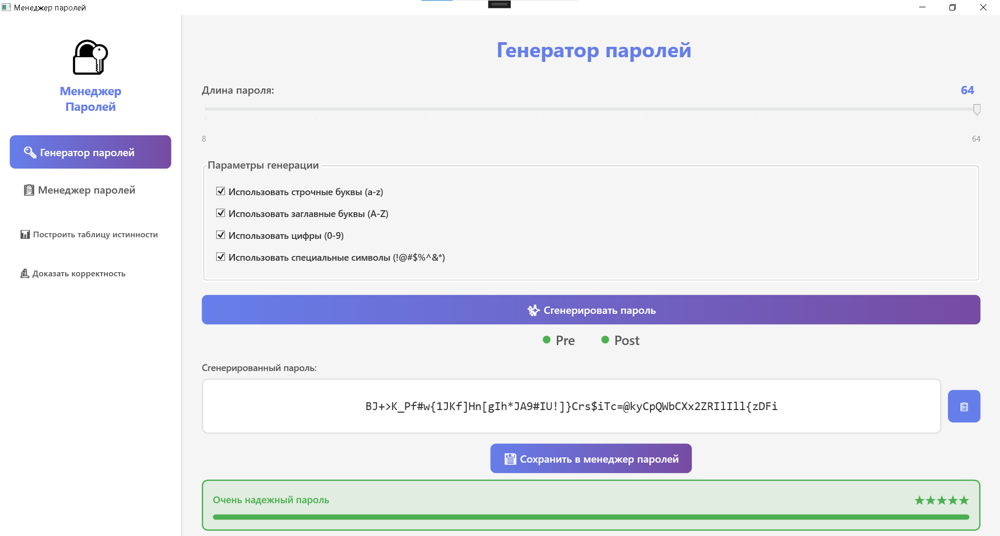 Менеджер паролей
Менеджер
Паролей
Генератор паролей
Менеджер паролей
Построить таблицу истинности
Доказать корректность
Генератор паролей
Длина пароля: 64
8 64
Параметры генерации
Использовать строчные буквы (a-z)
Использовать заглавные буквы (A-Z)
Использовать цифры (0-9)
Использовать специальные символы (!@#$%^&*)
Сгенерировать пароль
Pre Post
Сгенерированный пароль:
BJ+>K_Pf#w{1JKf]Hn[gIh*JA9#IU!]}Crs$iTc=@kyCpQWbCXx2ZRIlIll{zDFi
Сохранить в менеджер паролей
Очень надежный пароль ★★★★★